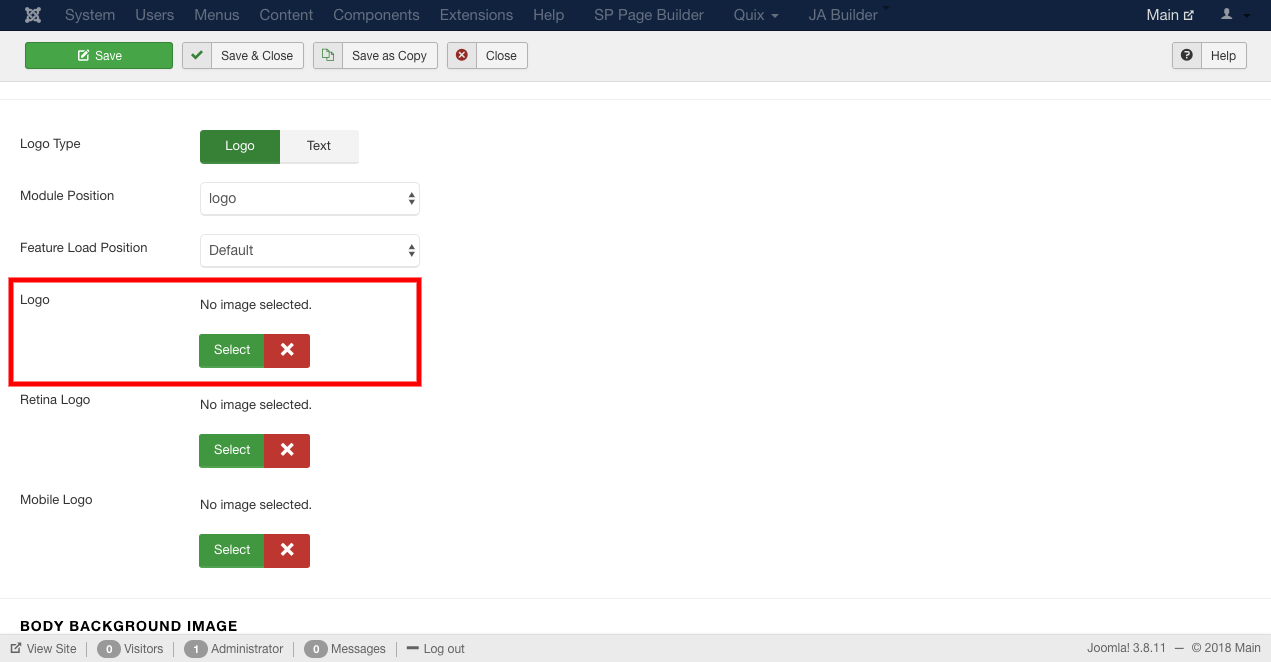 System Users Menus Content Components Extensions Help SP Page Builder Quix JA Builder Main
Save Save & Close Save as Copy Close Help
Logo Type Logo Text
Module Position logo
Feature Load Position Default
Logo No image selected.
Select
Retina Logo No image selected.
Select
Mobile Logo No image selected.
Select
BODY BACKGROUND IMAGE
View Site 0 Visitors 1 Administrator 0 Messages Log out Joomla! 3.8.11 — © 2018 Main